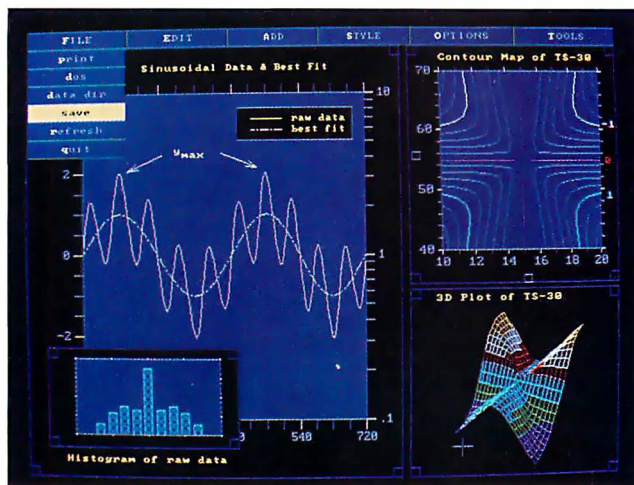 FILE EDIT ADD STYLE OPTIONS TOOLS
print
dos
data dir
save
refresh
quit
Sinusoidal Data & Best Fit
raw data
best fit
yMAX
2
0
-2
10
1
.1
540 720
Histogram of raw data
Contour Map of TS-30
70
60
50
40
10 12 14 16 18 20
-1
0
1
3D Plot of TS-30